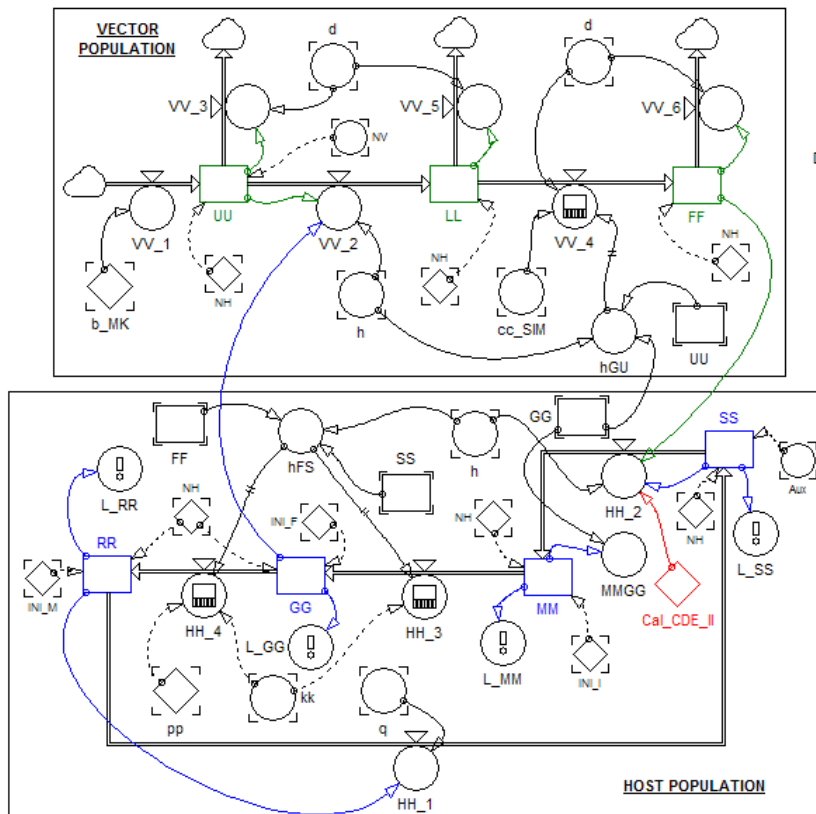 VECTOR
POPULATION
d
d
VV_3
VV_5
VV_6
NV
UU
LL
FF
VV_1
VV_2
VV_4
NH
NH
NH
b_MK
h
cc_SIM
hGU
UU
D
FF
hFS
h
GG
SS
SS
Aux
L_RR
NH
INI_F
NH
HH_2
NH
L_SS
RR
INI_M
GG
MM
MMGG
Cal_CDE_II
HH_4
HH_3
L_GG
L_MM
INI_I
pp
kk
q
HH_1
HOST POPULATION